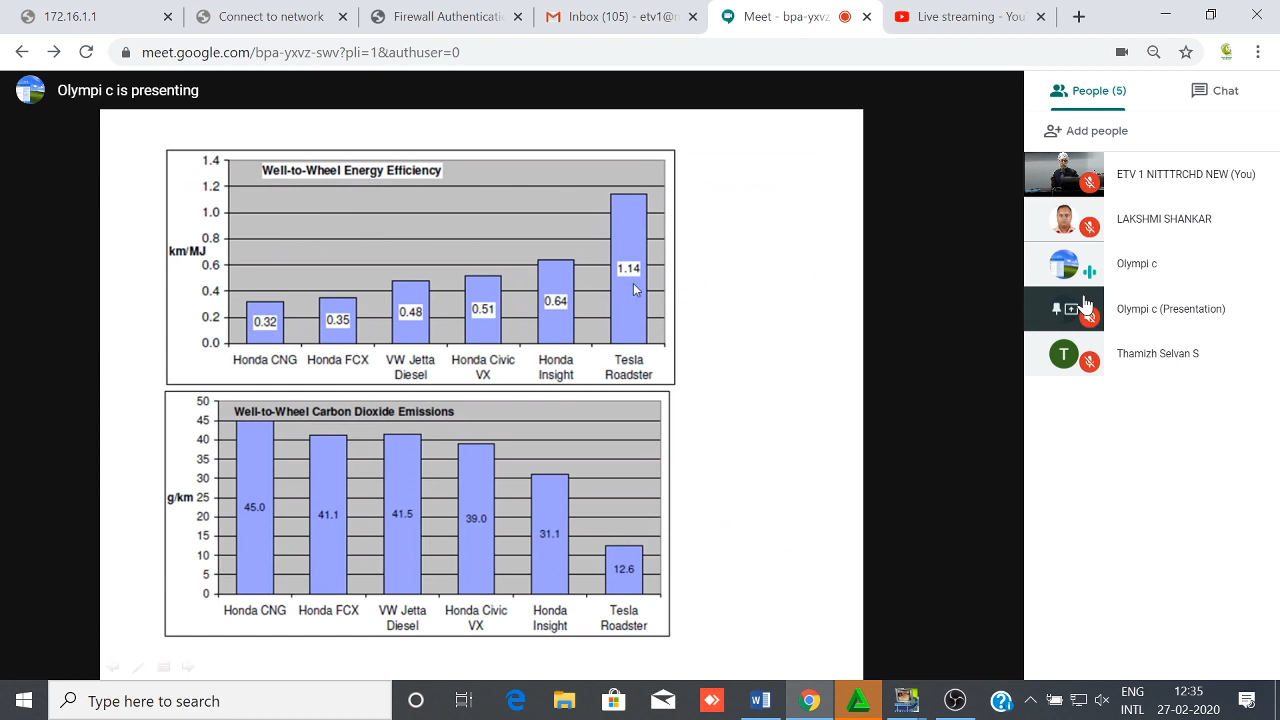 172.16.1.1
Connect to network
Firewall Authenticati
Inbox (105) - etv1@n
Meet - bpa-yxvz
Live streaming - You
meet.google.com/bpa-yxvz-swv?pli=1&authuser=0
Olympi c is presenting
Well-to-Wheel Energy Efficiency
km/MJ
1.4
1.2
1.0
0.8
0.6
0.4
0.2
0.0
0.32
0.35
0.48
0.51
0.64
1.14
Honda CNG
Honda FCX
VW Jetta
Diesel
Honda Civic
VX
Honda
Insight
Tesla
Roadster
Well-to-Wheel Carbon Dioxide Emissions
g/km
50
45
40
35
30
25
20
15
10
5
0
45.0
41.1
41.5
39.0
31.1
12.6
Honda CNG
Honda FCX
VW Jetta
Diesel
Honda Civic
VX
Honda
Insight
Tesla
Roadster
People (5)
Chat
Add people
ETV 1 NITTTRCHD NEW (You)
LAKSHMI SHANKAR
Olympi c
Olympi c (Presentation)
T
Thamizh Selvan S
Type here to search
ENG
INTL
12:35
27-02-2020